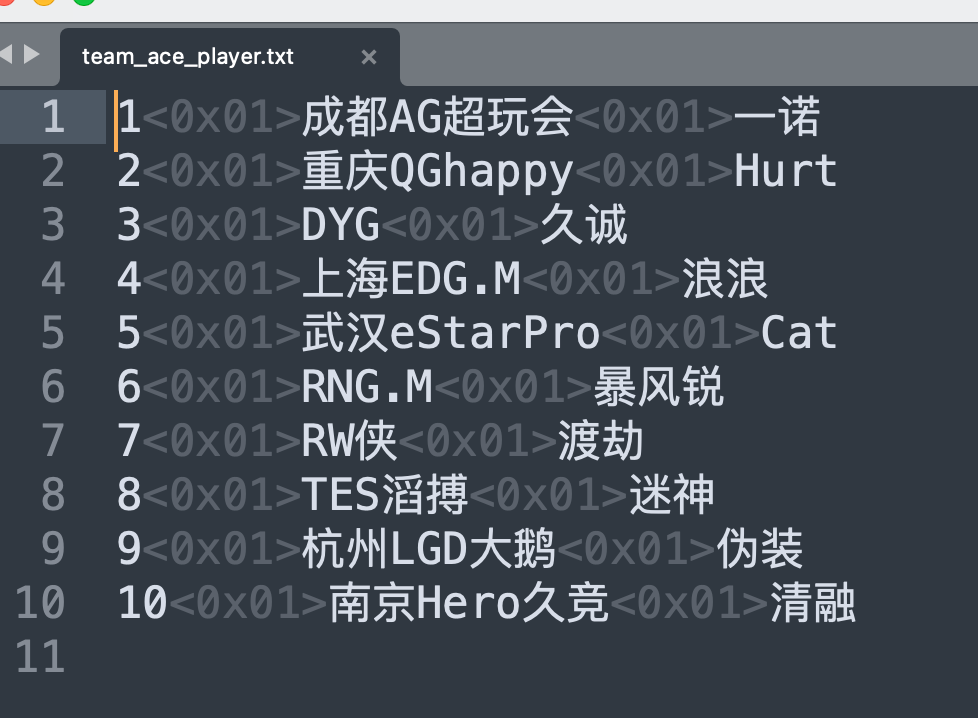 team_ace_player.txt ×
1 1<0x01>成都AG超玩会<0x01>一诺
2 2<0x01>重庆QGhappy<0x01>Hurt
3 3<0x01>DYG<0x01>久诚
4 4<0x01>上海EDG.M<0x01>浪浪
5 5<0x01>武汉eStarPro<0x01>Cat
6 6<0x01>RNG.M<0x01>暴风锐
7 7<0x01>RW侠<0x01>渡劫
8 8<0x01>TES滔搏<0x01>迷神
9 9<0x01>杭州LGD大鹅<0x01>伪装
10 10<0x01>南京Hero久竞<0x01>清融
11